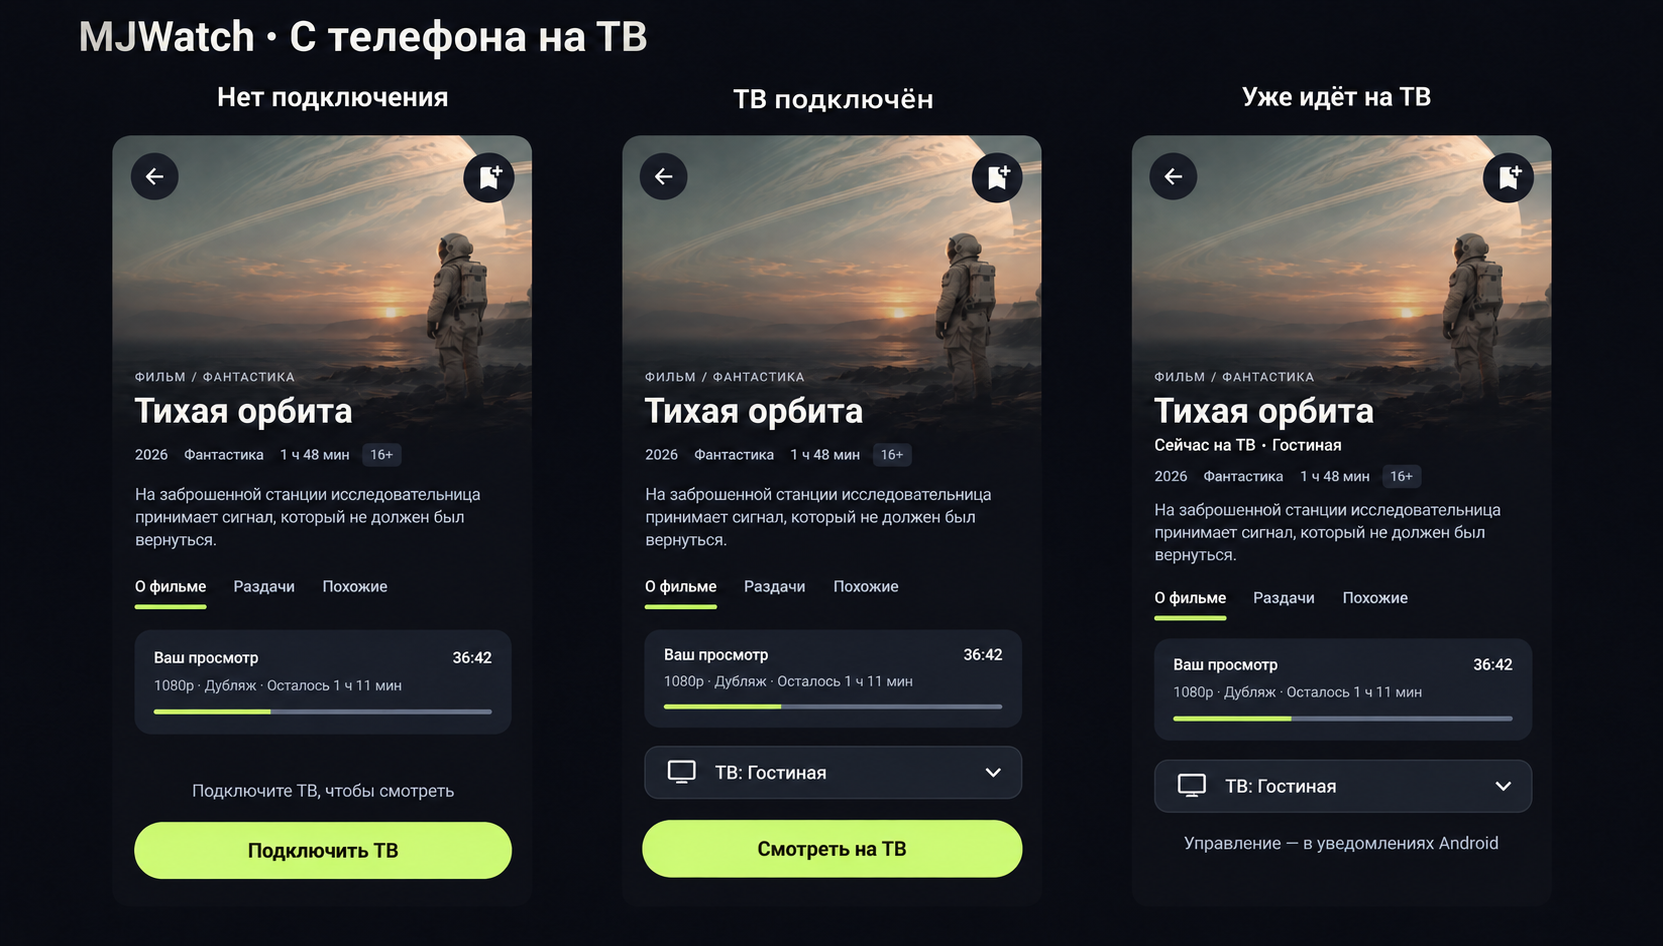 MJWatch • С телефона на ТВ
Нет подключения
ФИЛЬМ / ФАНТАСТИКА
Тихая орбита
2026 Фантастика 1 ч 48 мин 16+
На заброшенной станции исследовательница
принимает сигнал, который не должен был
вернуться.
О фильме Раздачи Похожие
Ваш просмотр 36:42
1080p · Дубляж · Осталось 1 ч 11 мин
Подключите ТВ, чтобы смотреть
Подключить ТВ
ТВ подключён
ФИЛЬМ / ФАНТАСТИКА
Тихая орбита
2026 Фантастика 1 ч 48 мин 16+
На заброшенной станции исследовательница
принимает сигнал, который не должен был
вернуться.
О фильме Раздачи Похожие
Ваш просмотр 36:42
1080p · Дубляж · Осталось 1 ч 11 мин
ТВ: Гостиная
Смотреть на ТВ
Уже идёт на ТВ
ФИЛЬМ / ФАНТАСТИКА
Тихая орбита
Сейчас на ТВ • Гостиная
2026 Фантастика 1 ч 48 мин 16+
На заброшенной станции исследовательница
принимает сигнал, который не должен был
вернуться.
О фильме Раздачи Похожие
Ваш просмотр 36:42
1080p · Дубляж · Осталось 1 ч 11 мин
ТВ: Гостиная
Управление — в уведомлениях Android